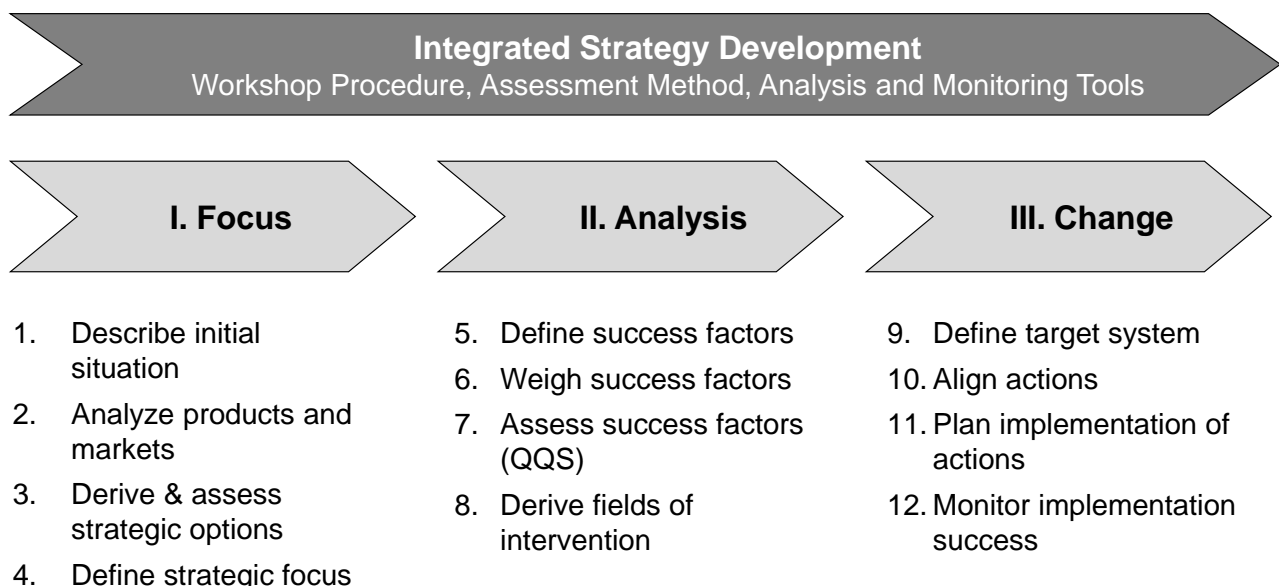 Integrated Strategy Development
Workshop Procedure, Assessment Method, Analysis and Monitoring Tools
I. Focus
1. Describe initial
situation
2. Analyze products and
markets
3. Derive & assess
strategic options
4. Define strategic focus
II. Analysis
5. Define success factors
6. Weigh success factors
7. Assess success factors
(QQS)
8. Derive fields of
intervention
III. Change
9. Define target system
10. Align actions
11. Plan implementation of
actions
12. Monitor implementation
success